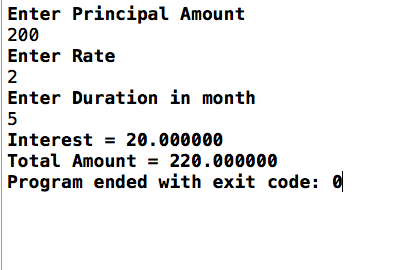 Enter Principal Amount
200
Enter Rate
2
Enter Duration in month
5
Interest = 20.000000
Total Amount = 220.000000
Program ended with exit code: 0